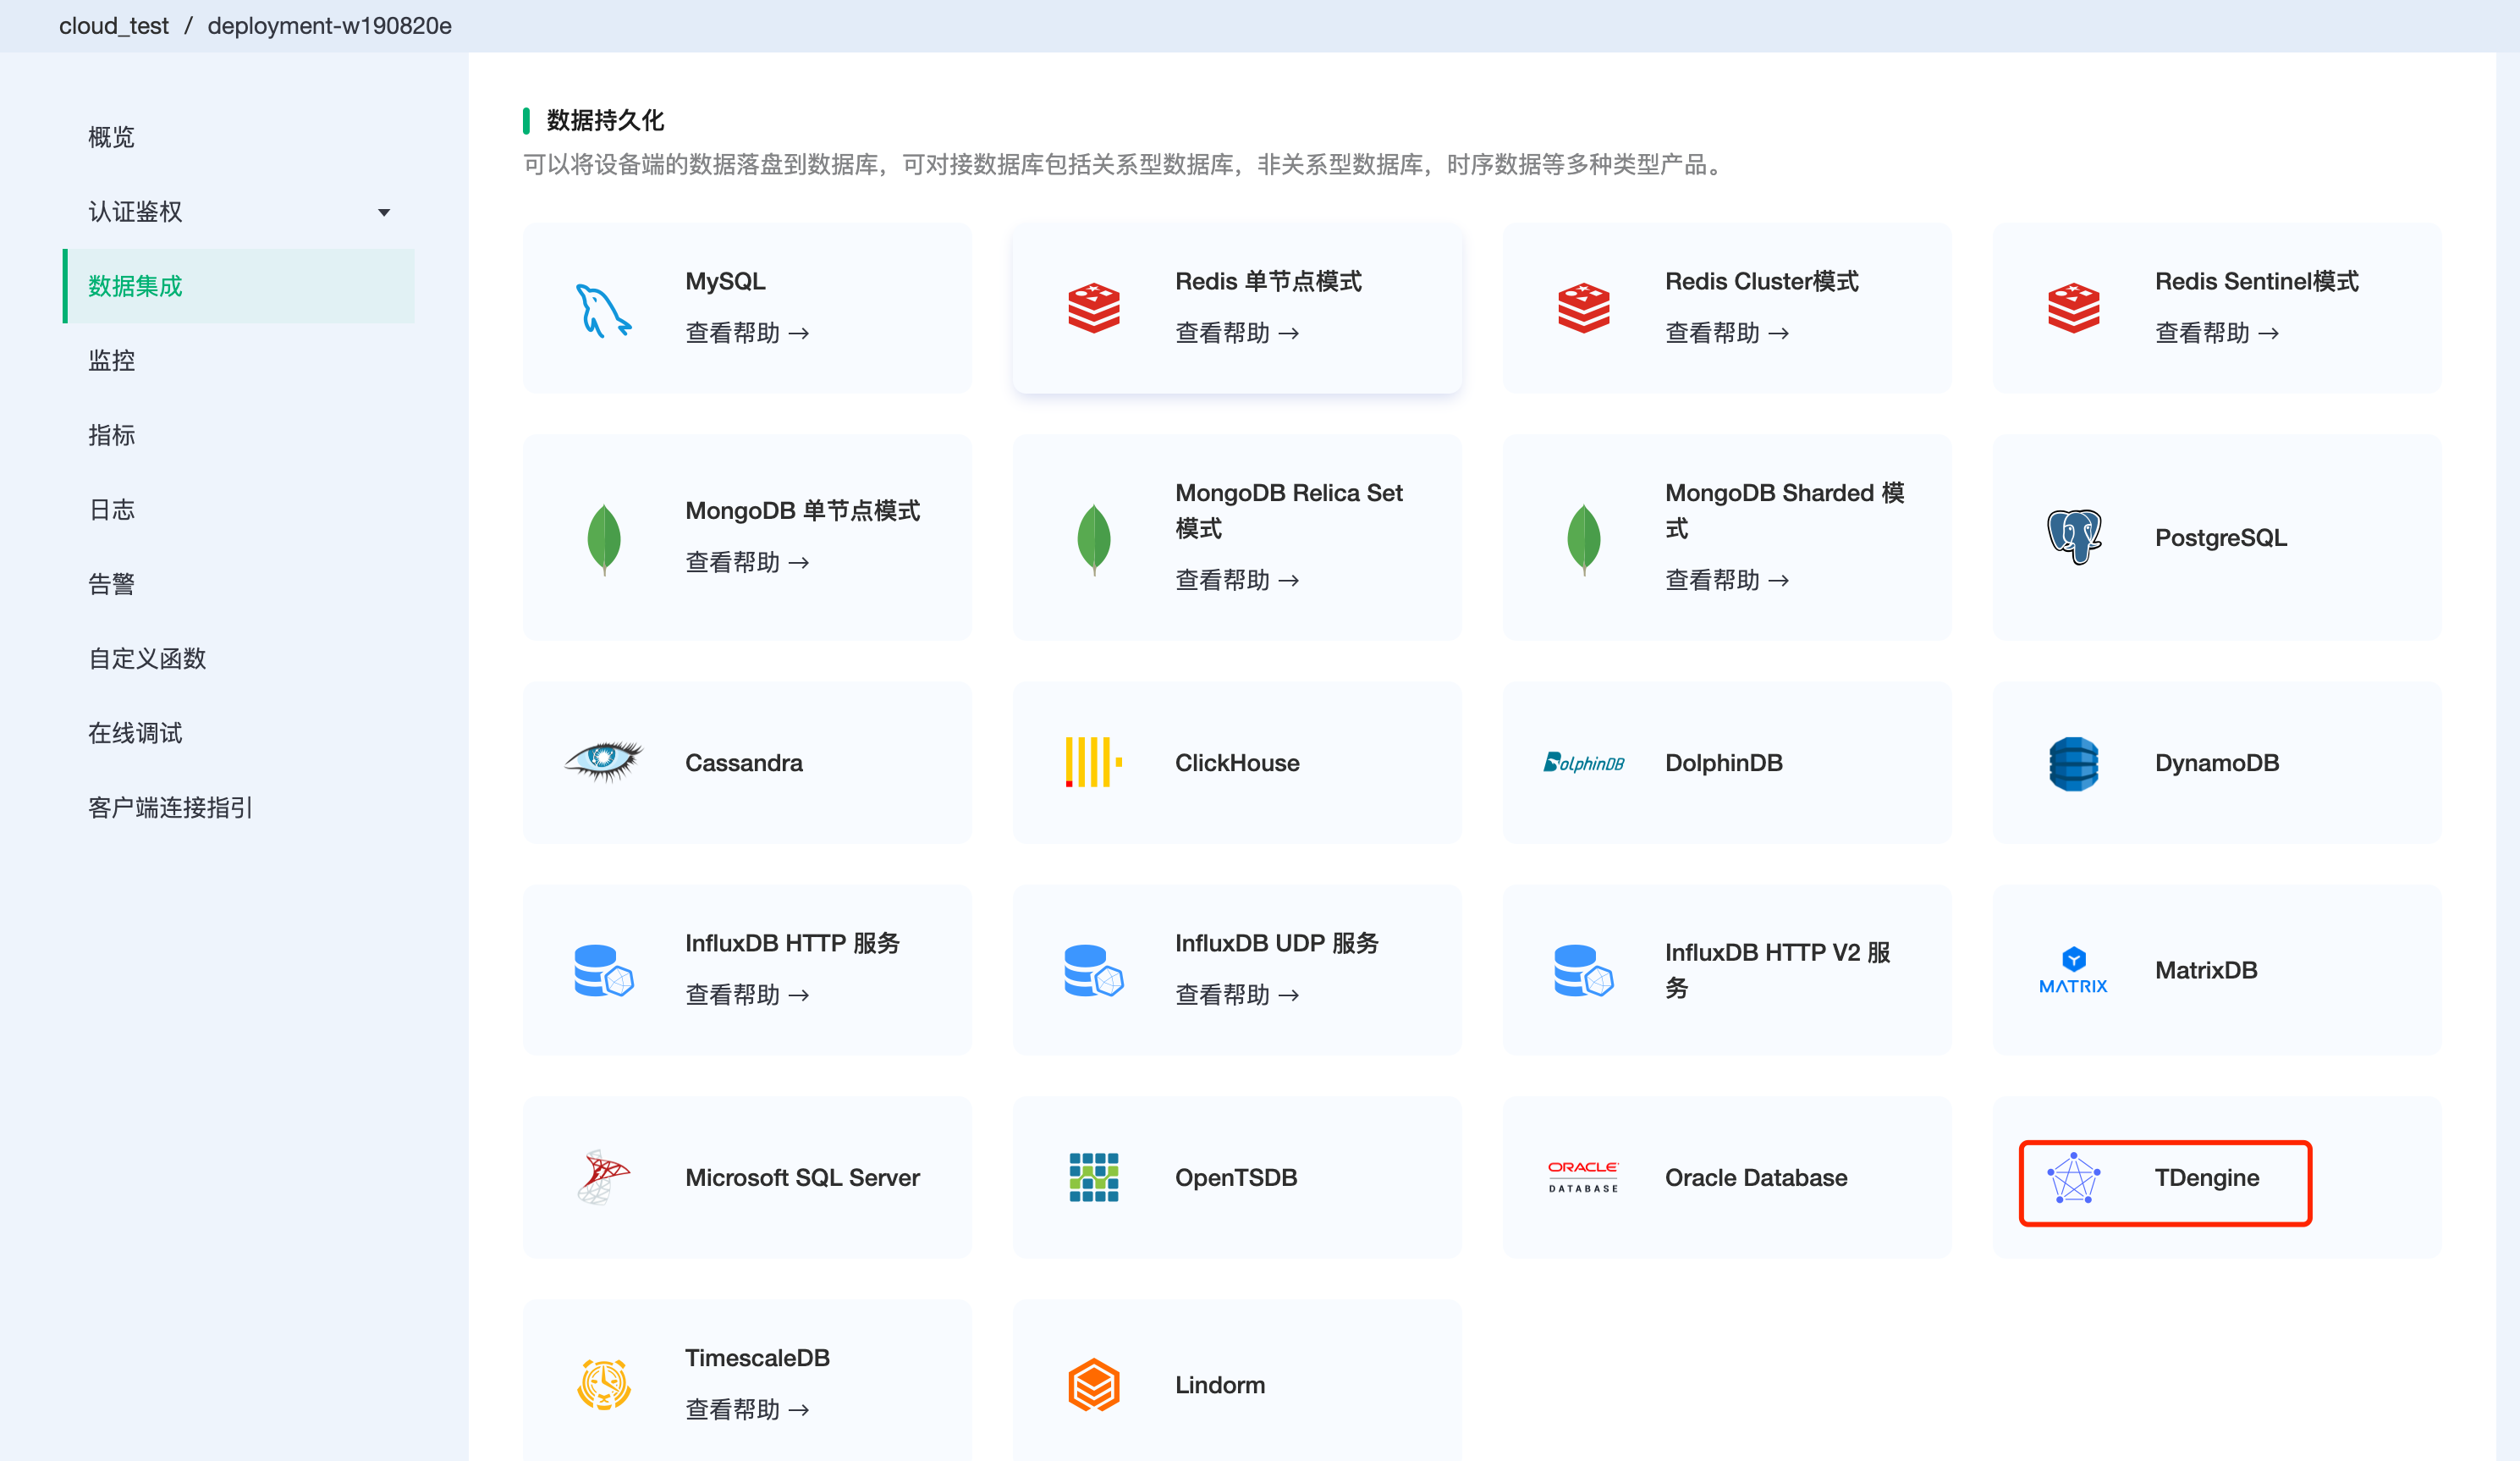 cloud_test / deployment-w190820e
概览
认证鉴权
数据集成
监控
指标
日志
告警
自定义函数
在线调试
客户端连接指引
数据持久化
可以将设备端的数据落盘到数据库，可对接数据库包括关系型数据库，非关系型数据库，时序数据等多种类型产品。
MySQL
查看帮助 →
Redis 单节点模式
查看帮助 →
Redis Cluster模式
查看帮助 →
Redis Sentinel模式
查看帮助 →
MongoDB 单节点模式
查看帮助 →
MongoDB Relica Set
模式
查看帮助 →
MongoDB Sharded 模
式
查看帮助 →
PostgreSQL
Cassandra
ClickHouse
DolphinDB
DolphinDB
DynamoDB
InfluxDB HTTP 服务
查看帮助 →
InfluxDB UDP 服务
查看帮助 →
InfluxDB HTTP V2 服
务
MATRIX
MatrixDB
Microsoft SQL Server
OpenTSDB
ORACLE
DATABASE
Oracle Database
TDengine
TimescaleDB
查看帮助 →
Lindorm